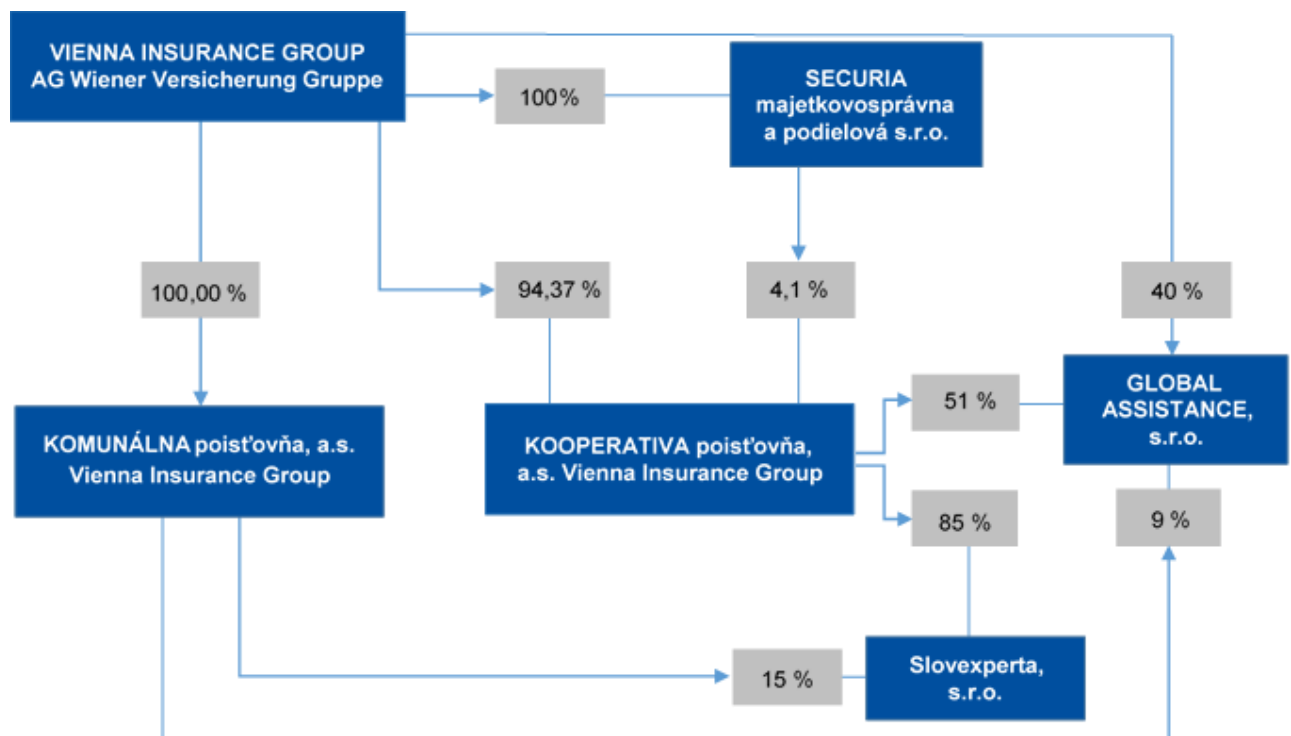 VIENNA INSURANCE GROUP
AG Wiener Versicherung Gruppe
100%
SECURIA
majetkovosprávna
a podielová s.r.o.
100,00 %
94,37 %
4,1 %
40 %
KOMUNÁLNA poisťovňa, a.s.
Vienna Insurance Group
KOOPERATIVA poisťovňa,
a.s. Vienna Insurance Group
51 %
GLOBAL
ASSISTANCE,
s.r.o.
85 %
9 %
15 %
Slovexperta,
s.r.o.